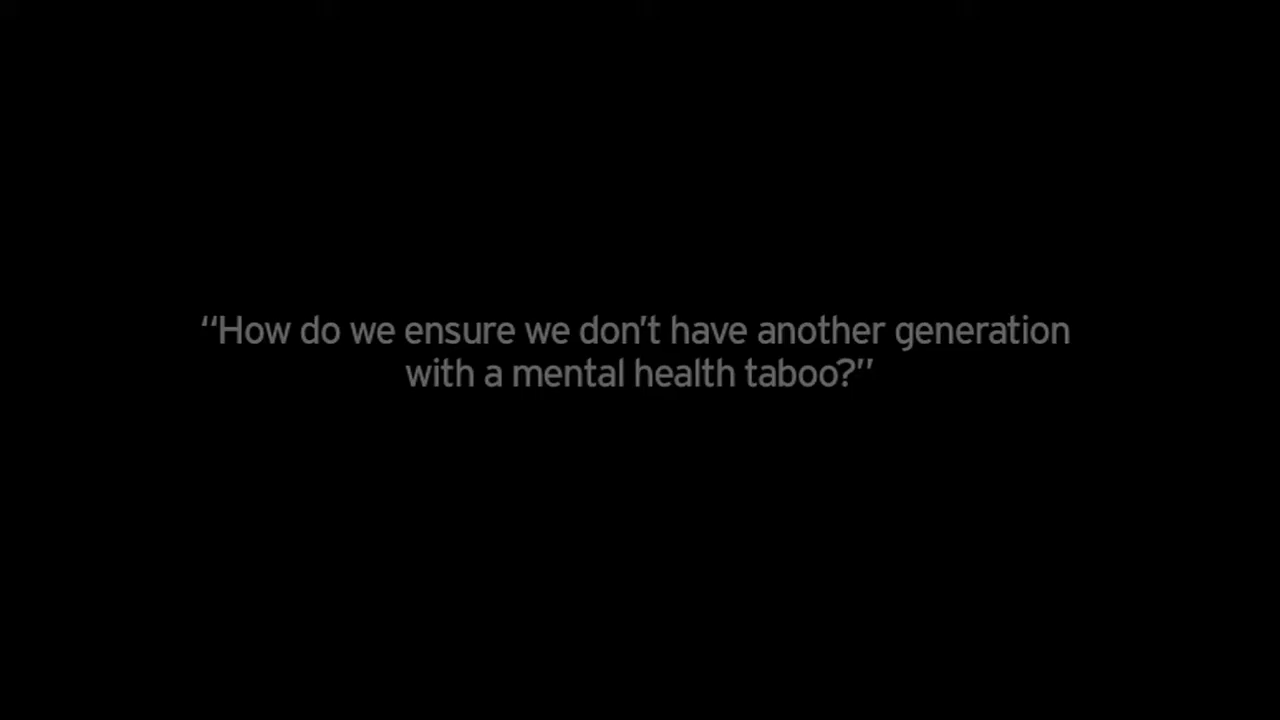 “How do we ensure we don’t have another generation
with a mental health taboo?”